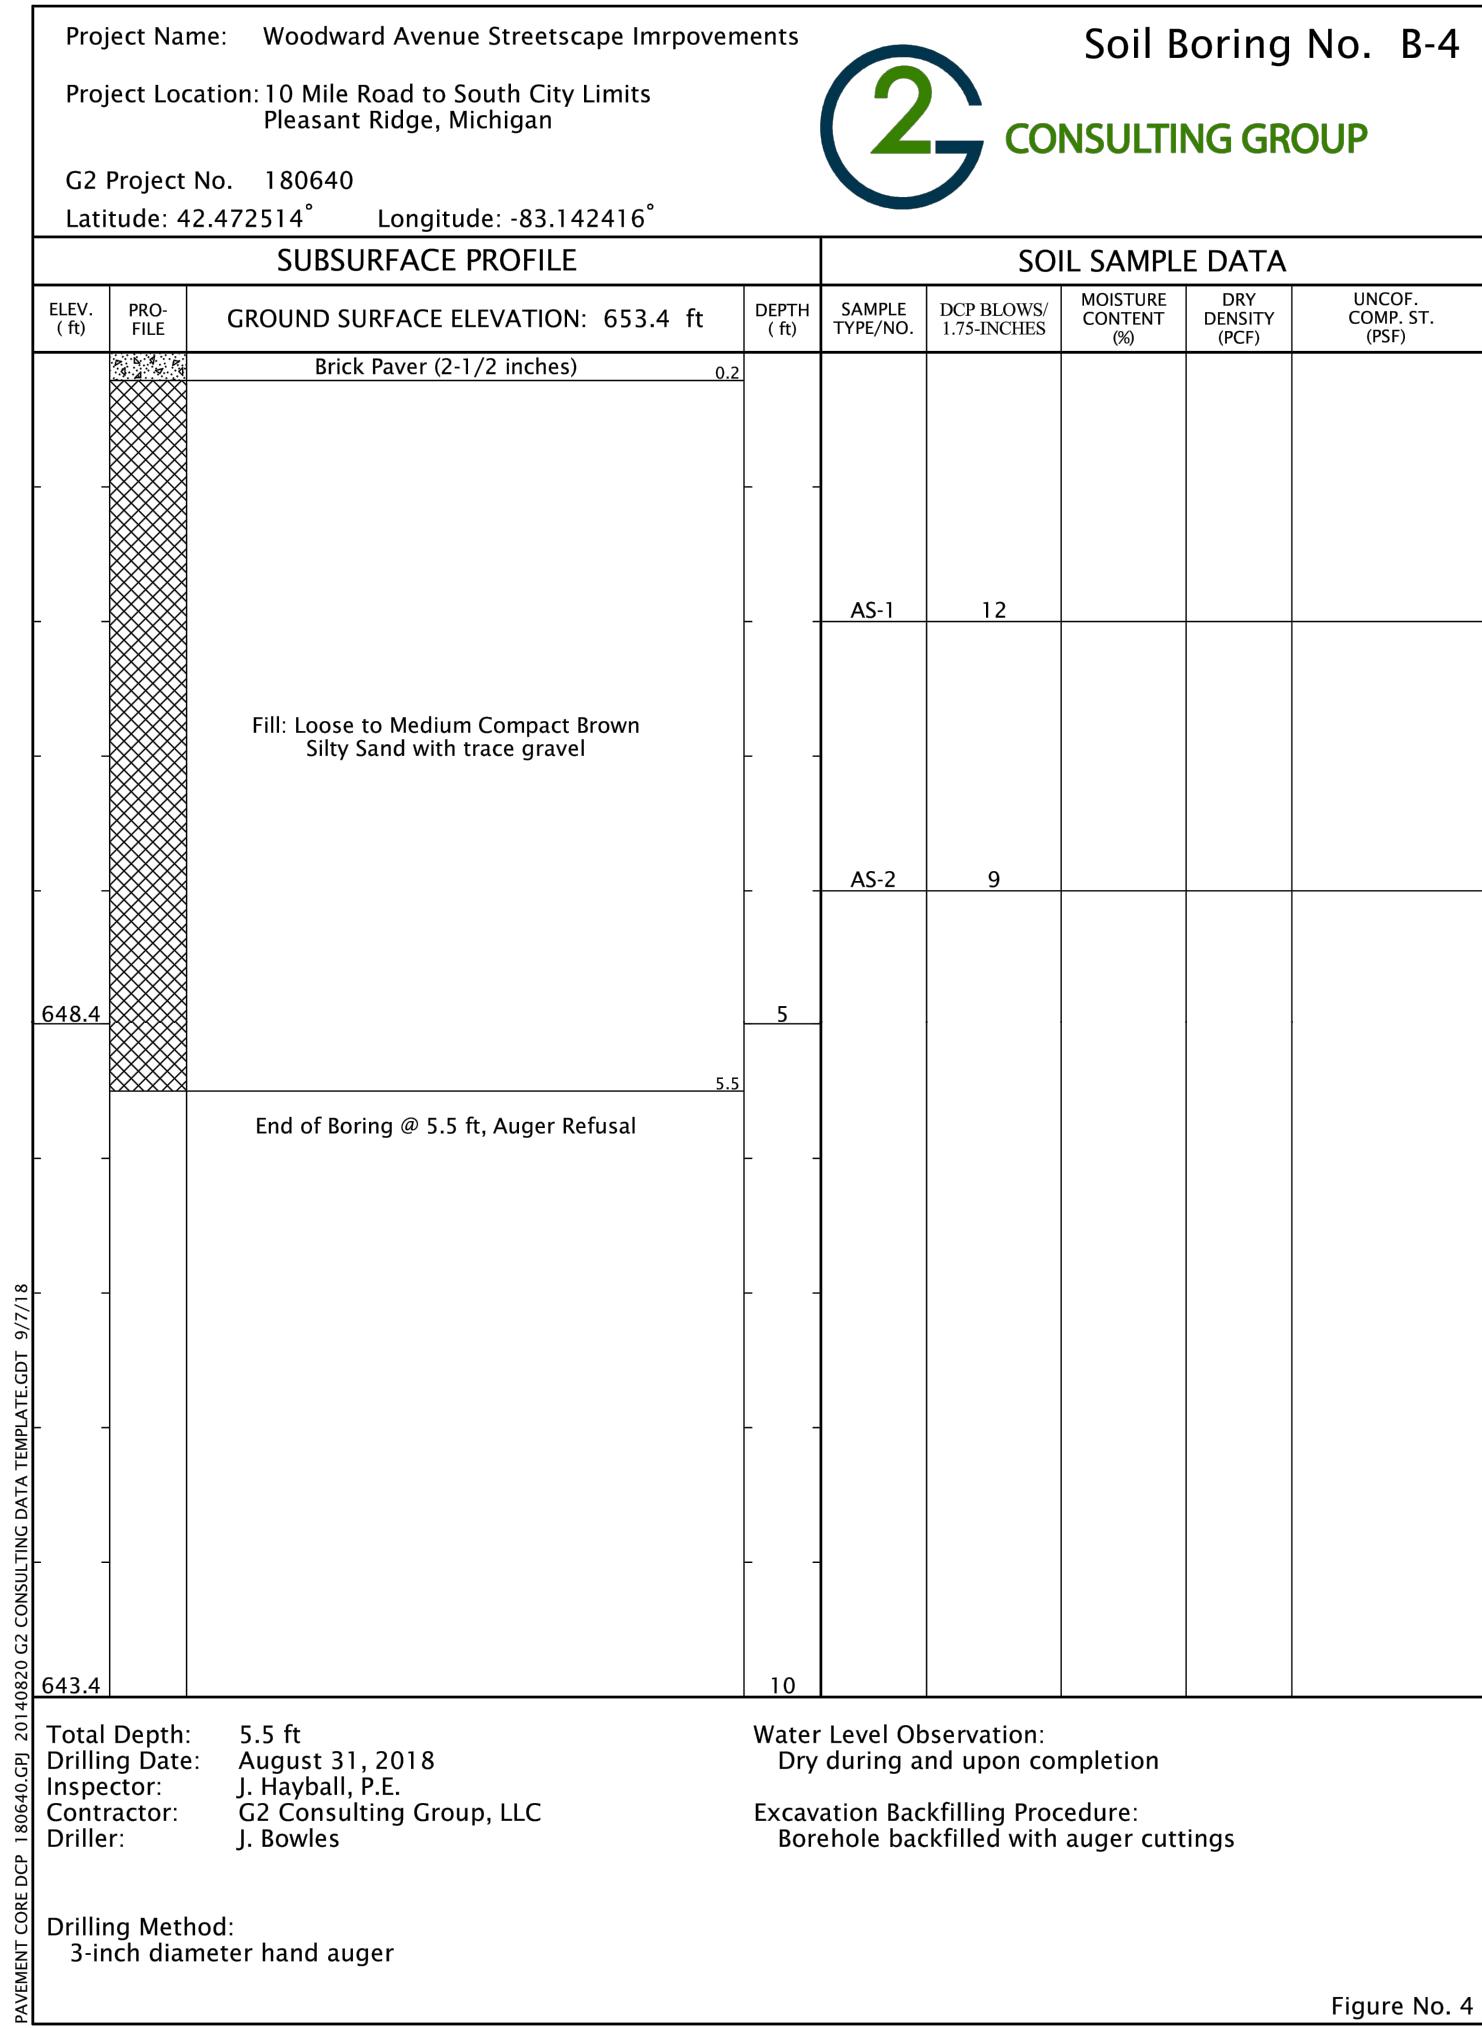 Project Name: Woodward Avenue Streetscape Imrpovements
Soil Boring No. B-4
Project Location: 10 Mile Road to South City Limits
Pleasant Ridge, Michigan
G2 CONSULTING GROUP
G2 Project No. 180640
Latitude: 42.472514° Longitude: -83.142416°
SUBSURFACE PROFILE
SOIL SAMPLE DATA
ELEV.
( ft)
PRO-
FILE
GROUND SURFACE ELEVATION: 653.4 ft
DEPTH
( ft)
SAMPLE
TYPE/NO.
DCP BLOWS/
1.75-INCHES
MOISTURE
CONTENT
(%)
DRY
DENSITY
(PCF)
UNCOF.
COMP. ST.
(PSF)
Brick Paver (2-1/2 inches) 0.2
AS-1 12
Fill: Loose to Medium Compact Brown
Silty Sand with trace gravel
AS-2 9
648.4 5
5.5
End of Boring @ 5.5 ft, Auger Refusal
643.4 10
Total Depth: 5.5 ft
Drilling Date: August 31, 2018
Inspector: J. Hayball, P.E.
Contractor: G2 Consulting Group, LLC
Driller: J. Bowles
Water Level Observation:
Dry during and upon completion
Excavation Backfilling Procedure:
Borehole backfilled with auger cuttings
Drilling Method:
3-inch diameter hand auger
Figure No. 4
PAVEMENT CORE DCP 180640.GPJ 20140820 G2 CONSULTING DATA TEMPLATE.GDT 9/7/18